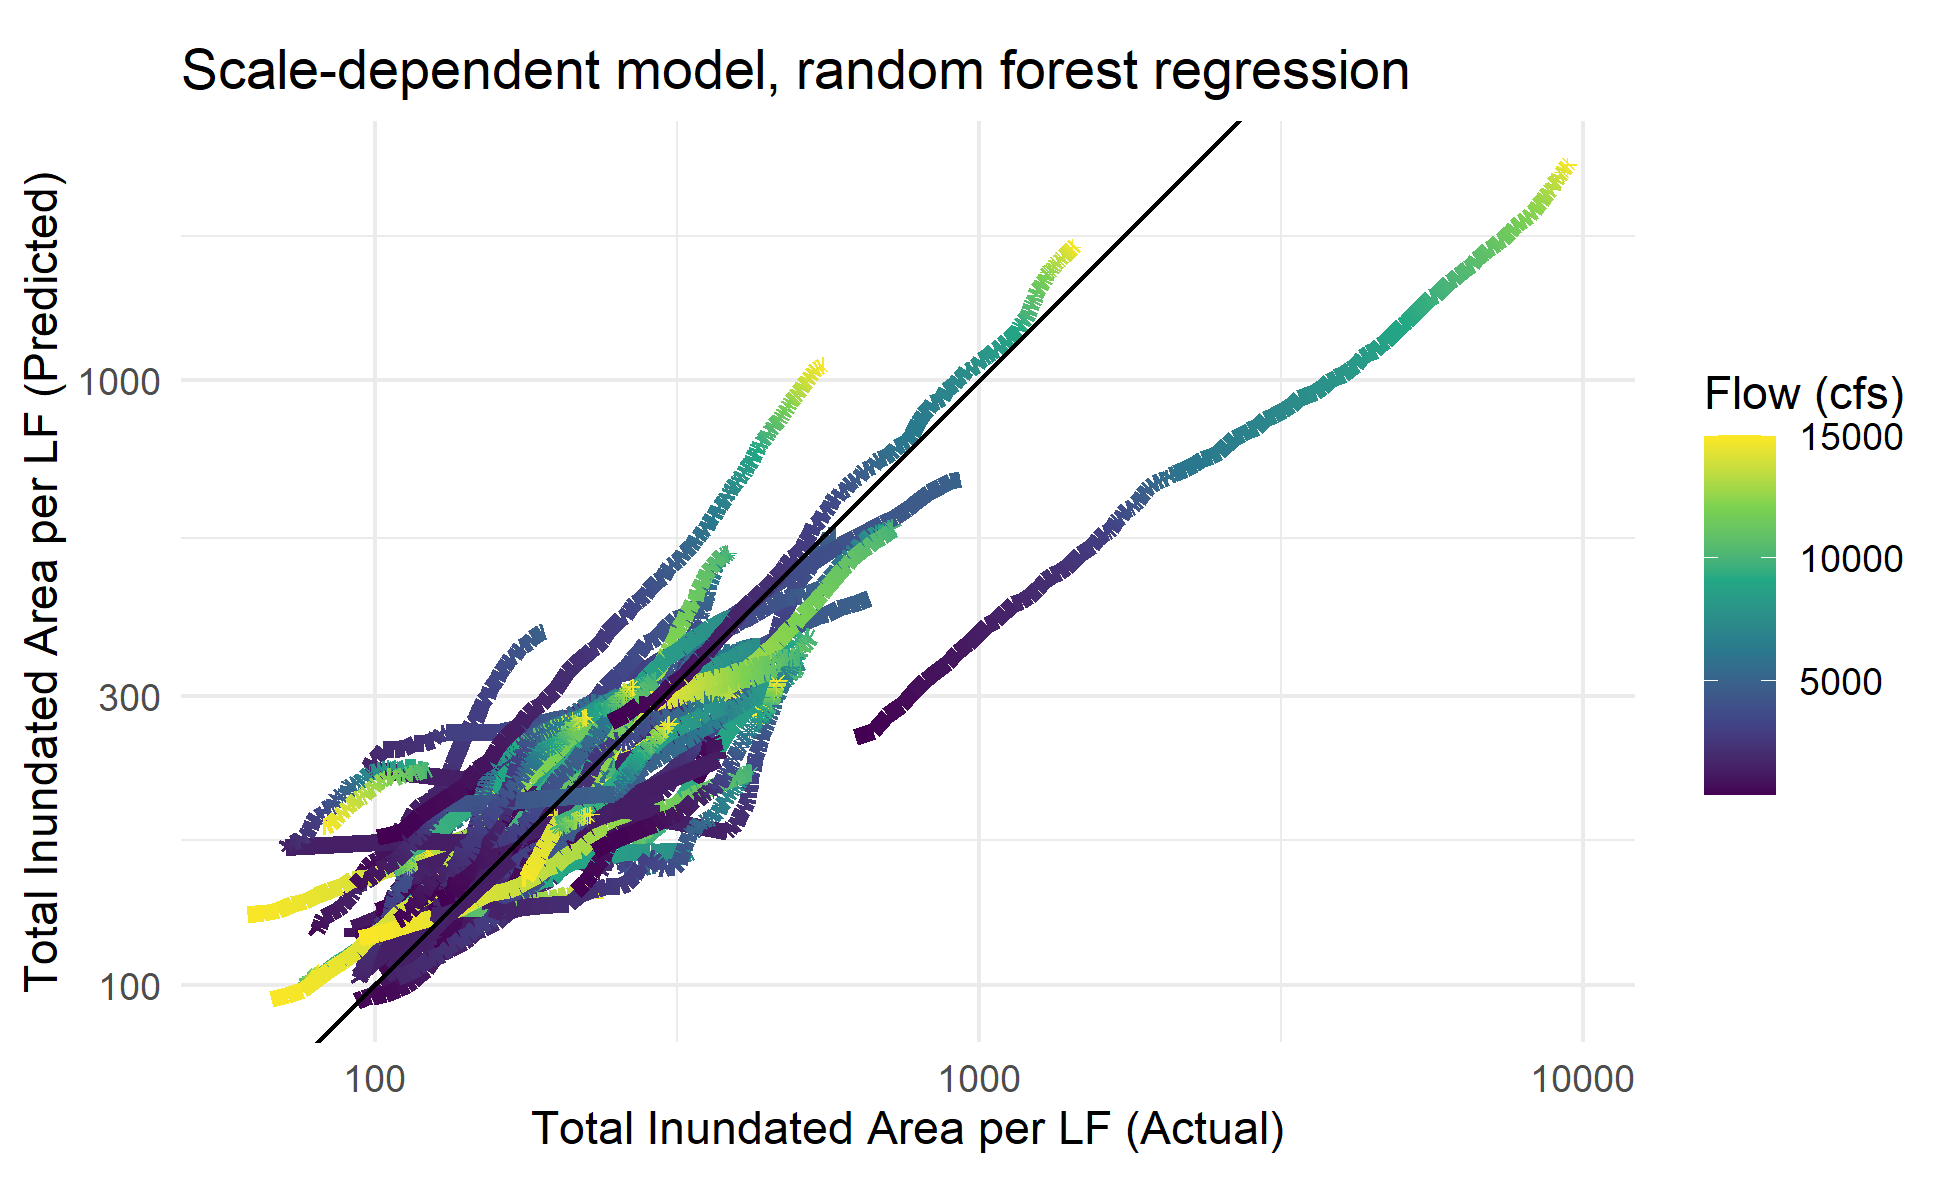 Scale-dependent model, random forest regression
Total Inundated Area per LF (Predicted)
1000
300
100
100
1000
10000
Total Inundated Area per LF (Actual)
Flow (cfs)
15000
10000
5000